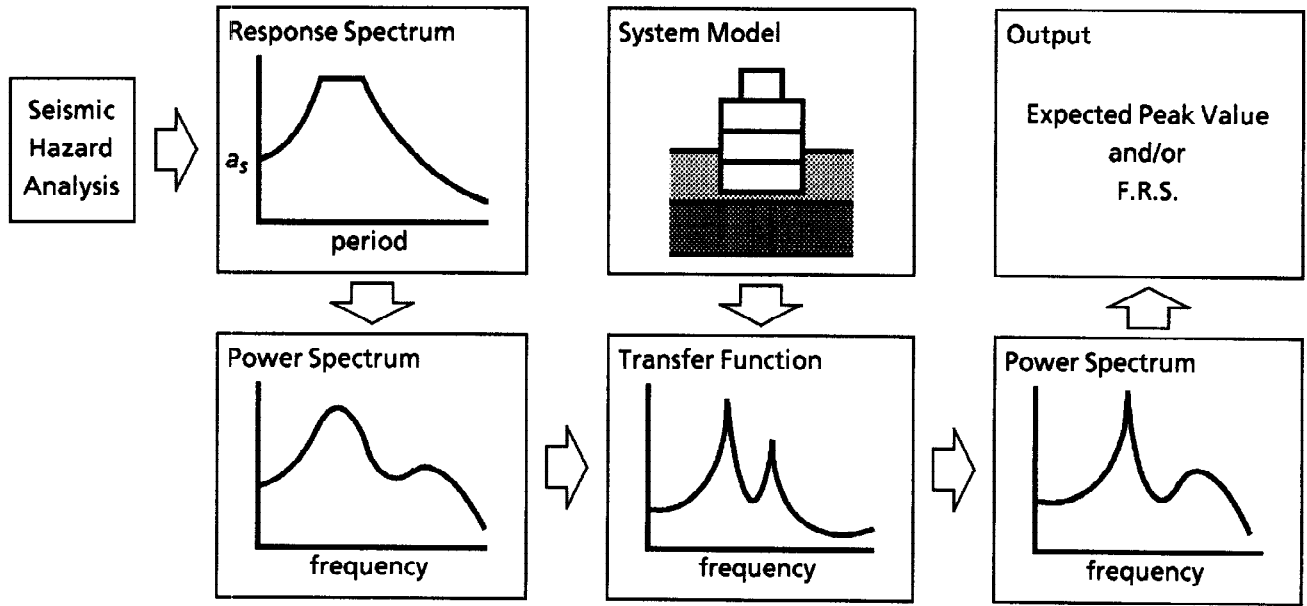 Seismic
Hazard
Analysis
Response Spectrum
a_s
period
System Model
Output
Expected Peak Value
and/or
F.R.S.
Power Spectrum
frequency
Transfer Function
frequency
Power Spectrum
frequency